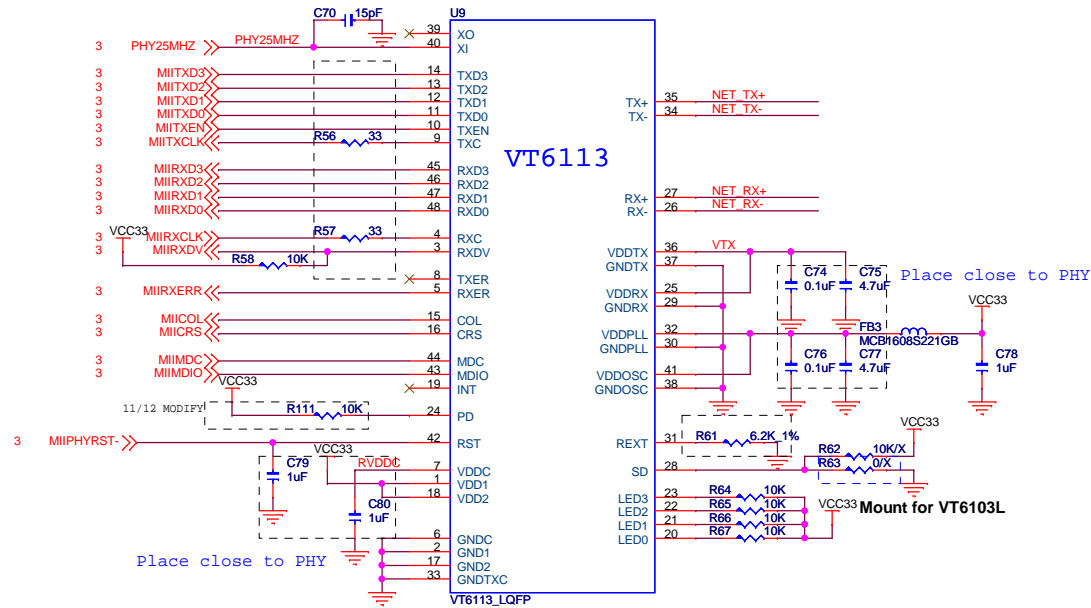 C70 15pF
U9
39 XO
3 PHY25MHZ PHY25MHZ 40 XI
3 MIITXD3 14 TXD3
3 MIITXD2 13 TXD2
3 MIITXD1 12 TXD1
3 MIITXD0 11 TXD0
3 MIITXEN 10 TXEN
3 MIITXCLK R56 33 9 TXC
3 MIIRXD3 45 RXD3
3 MIIRXD2 46 RXD2
3 MIIRXD1 47 RXD1
3 MIIRXD0 48 RXD0
VCC33
3 MIIRXCLK R57 33 4 RXC
3 MIIRXDV 3 RXDV
R58 10K
8 TXER
3 MIIRXERR 5 RXER
3 MIICOL 15 COL
3 MIICRS 16 CRS
3 MIIMDC 44 MDC
3 MIIMDIO 43 MDIO
19 INT
VCC33
11/12 MODIFY
R111 10K 24 PD
3 MIIPHYRST- 42 RST
VCC33
C79
1uF
RVDDC
7 VDDC
1 VDD1
18 VDD2
C80
1uF
6 GNDC
2 GND1
17 GND2
33 GNDTXC
Place close to PHY
VT6113
VT6113_LQFP
TX+ 35 NET_TX+
TX- 34 NET_TX-
RX+ 27 NET_RX+
RX- 26 NET_RX-
VDDTX 36 VTX
GNDTX 37
VDDRX 25
GNDRX 29
VDDPLL 32
GNDPLL 30
VDDOSC 41
GNDOSC 38
C74
0.1uF
C75
4.7uF
Place close to PHY
VCC33
FB3
MCB1608S221GB
C76
0.1uF
C77
4.7uF
C78
1uF
REXT 31 R61 6.2K_1%
VCC33
SD 28
R62 10K/X
R63 0/X
Mount for VT6103L
LED3 23 R64 10K
LED2 22 R65 10K
LED1 21 R66 10K
LED0 20 R67 10K
VCC33